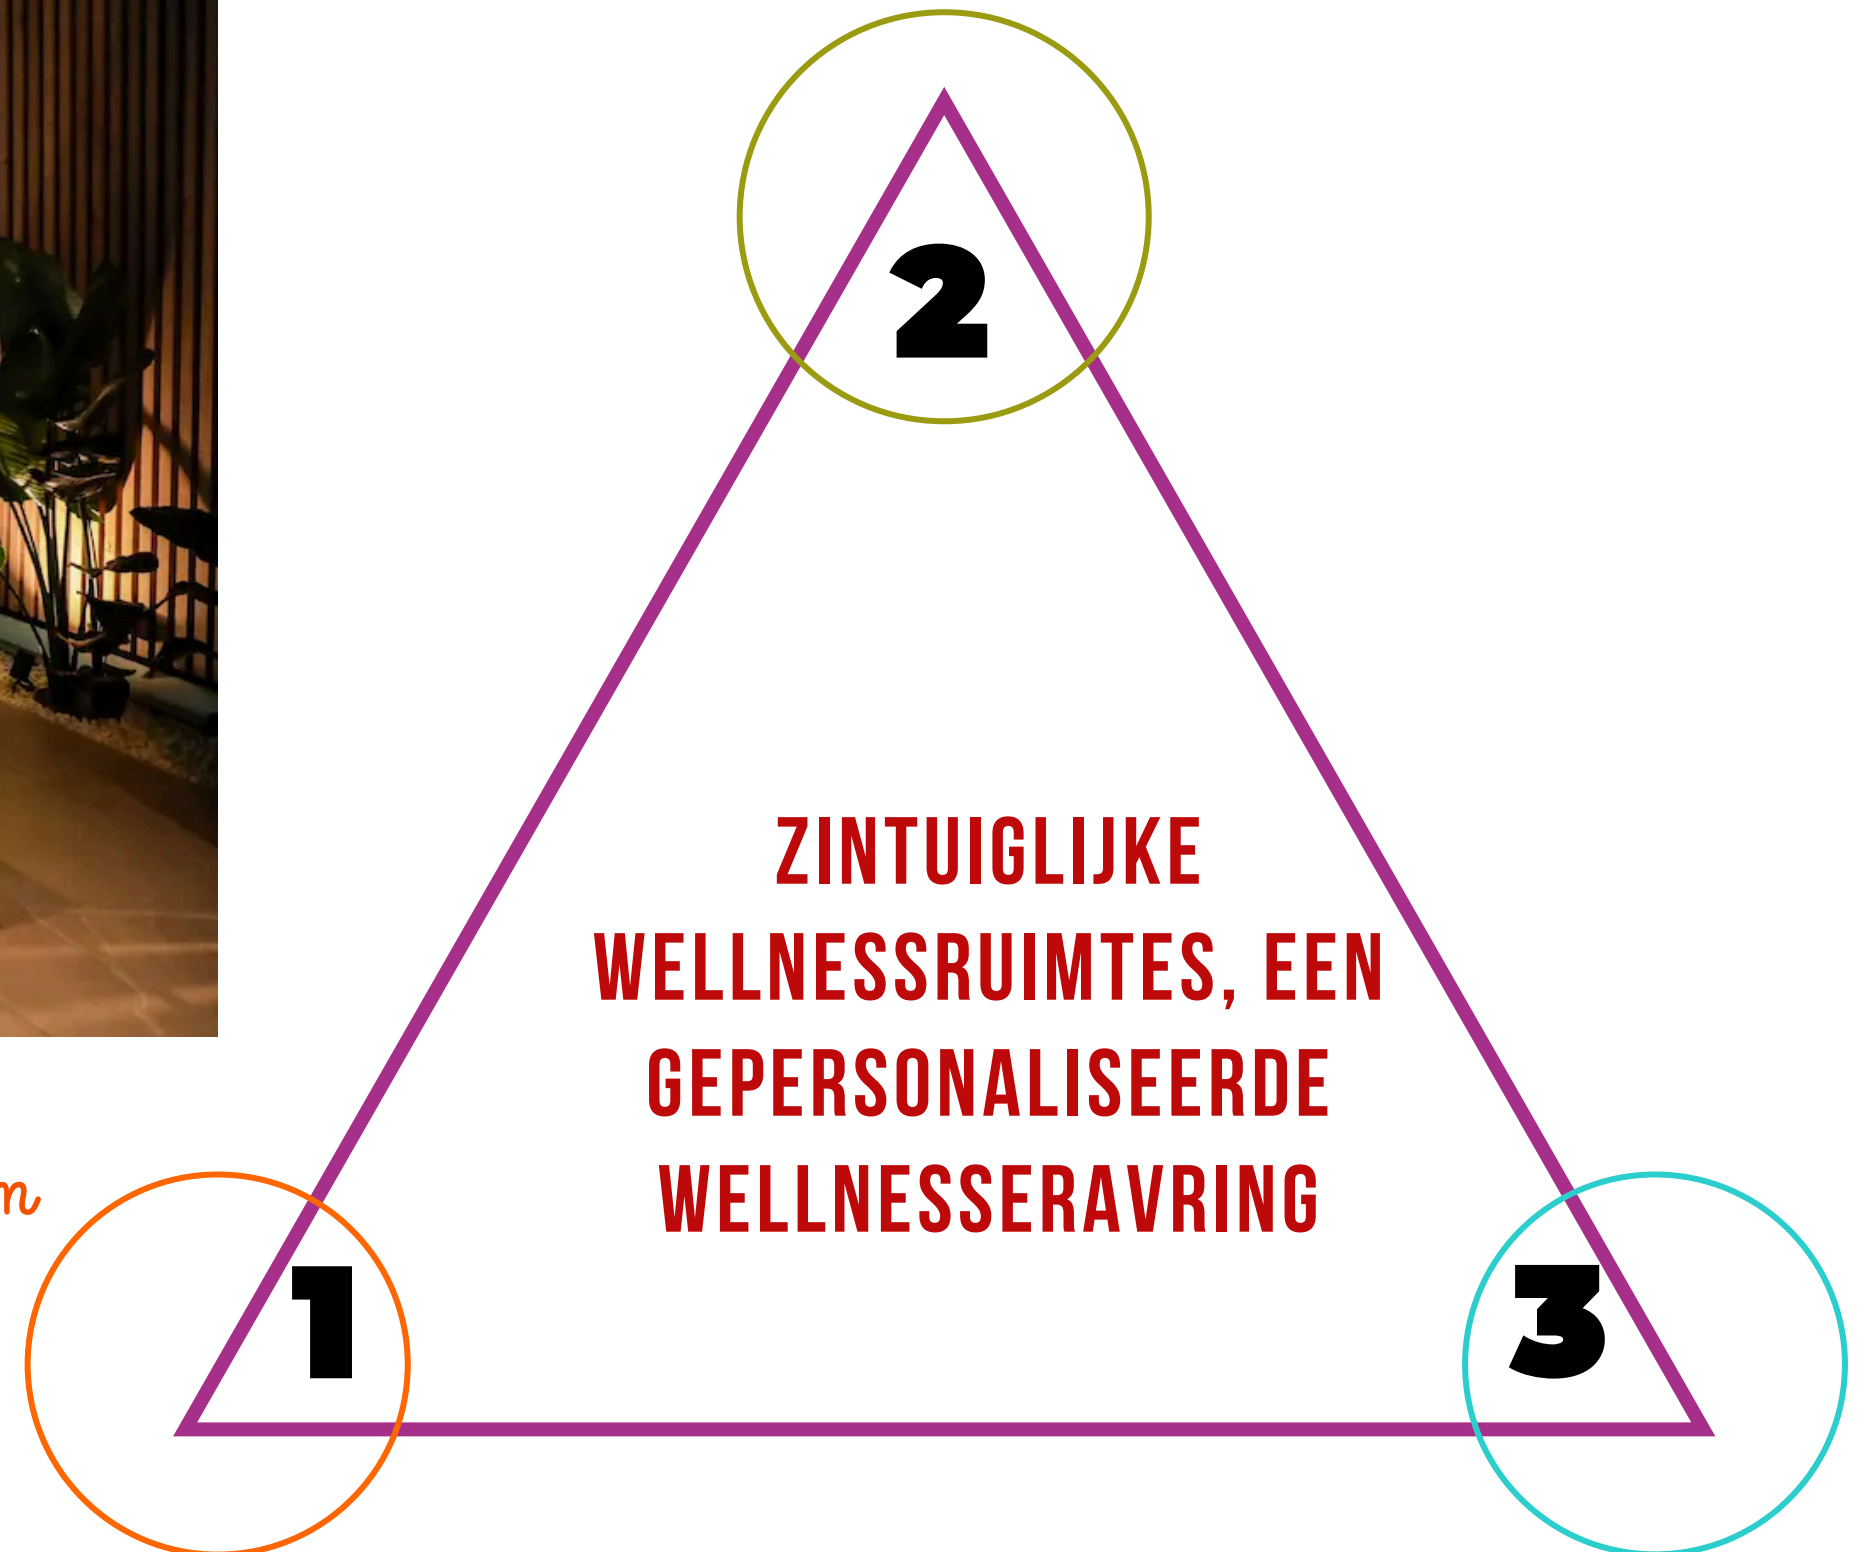 2
ZINTUIGLIJKE
WELLNESSRUIMTES, EEN
GEPERSONALISEERDE
WELLNESSERAVRING
n
1
3